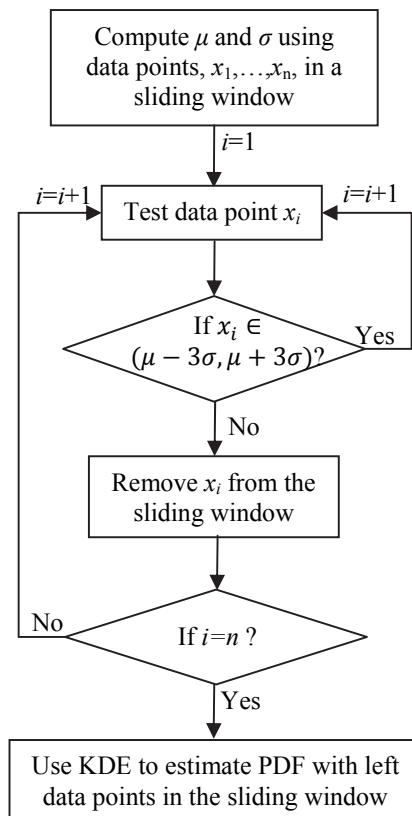 Compute μ and σ using
data points, x₁,…,xₙ, in a
sliding window
i=1
i=i+1
i=i+1
Test data point xᵢ
If xᵢ ∈
(μ − 3σ, μ + 3σ)?
Yes
No
Remove xᵢ from the
sliding window
No
If i=n ?
Yes
Use KDE to estimate PDF with left
data points in the sliding window